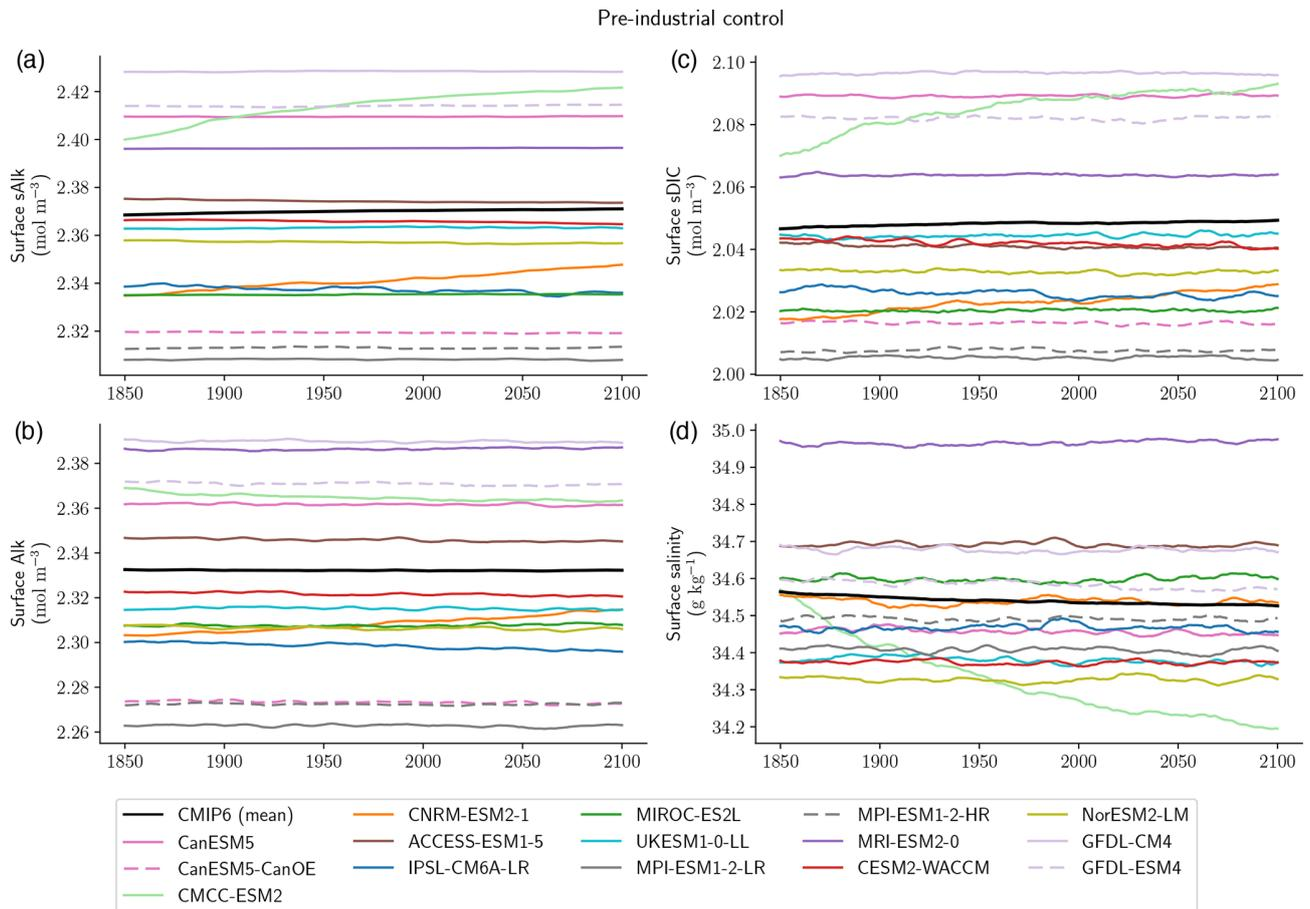 Pre-industrial control
(a)
Surface sAlk
(mol m⁻³)
2.42
2.40
2.38
2.36
2.34
2.32
1850 1900 1950 2000 2050 2100
(c)
Surface sDIC
(mol m⁻³)
2.10
2.08
2.06
2.04
2.02
2.00
1850 1900 1950 2000 2050 2100
(b)
Surface Alk
(mol m⁻³)
2.38
2.36
2.34
2.32
2.30
2.28
2.26
1850 1900 1950 2000 2050 2100
(d)
Surface salinity
(g kg⁻¹)
35.0
34.9
34.8
34.7
34.6
34.5
34.4
34.3
34.2
1850 1900 1950 2000 2050 2100
CMIP6 (mean)
CanESM5
CanESM5-CanOE
CMCC-ESM2
CNRM-ESM2-1
ACCESS-ESM1-5
IPSL-CM6A-LR
MIROC-ES2L
UKESM1-0-LL
MPI-ESM1-2-LR
MPI-ESM1-2-HR
MRI-ESM2-0
CESM2-WACCM
NorESM2-LM
GFDL-CM4
GFDL-ESM4